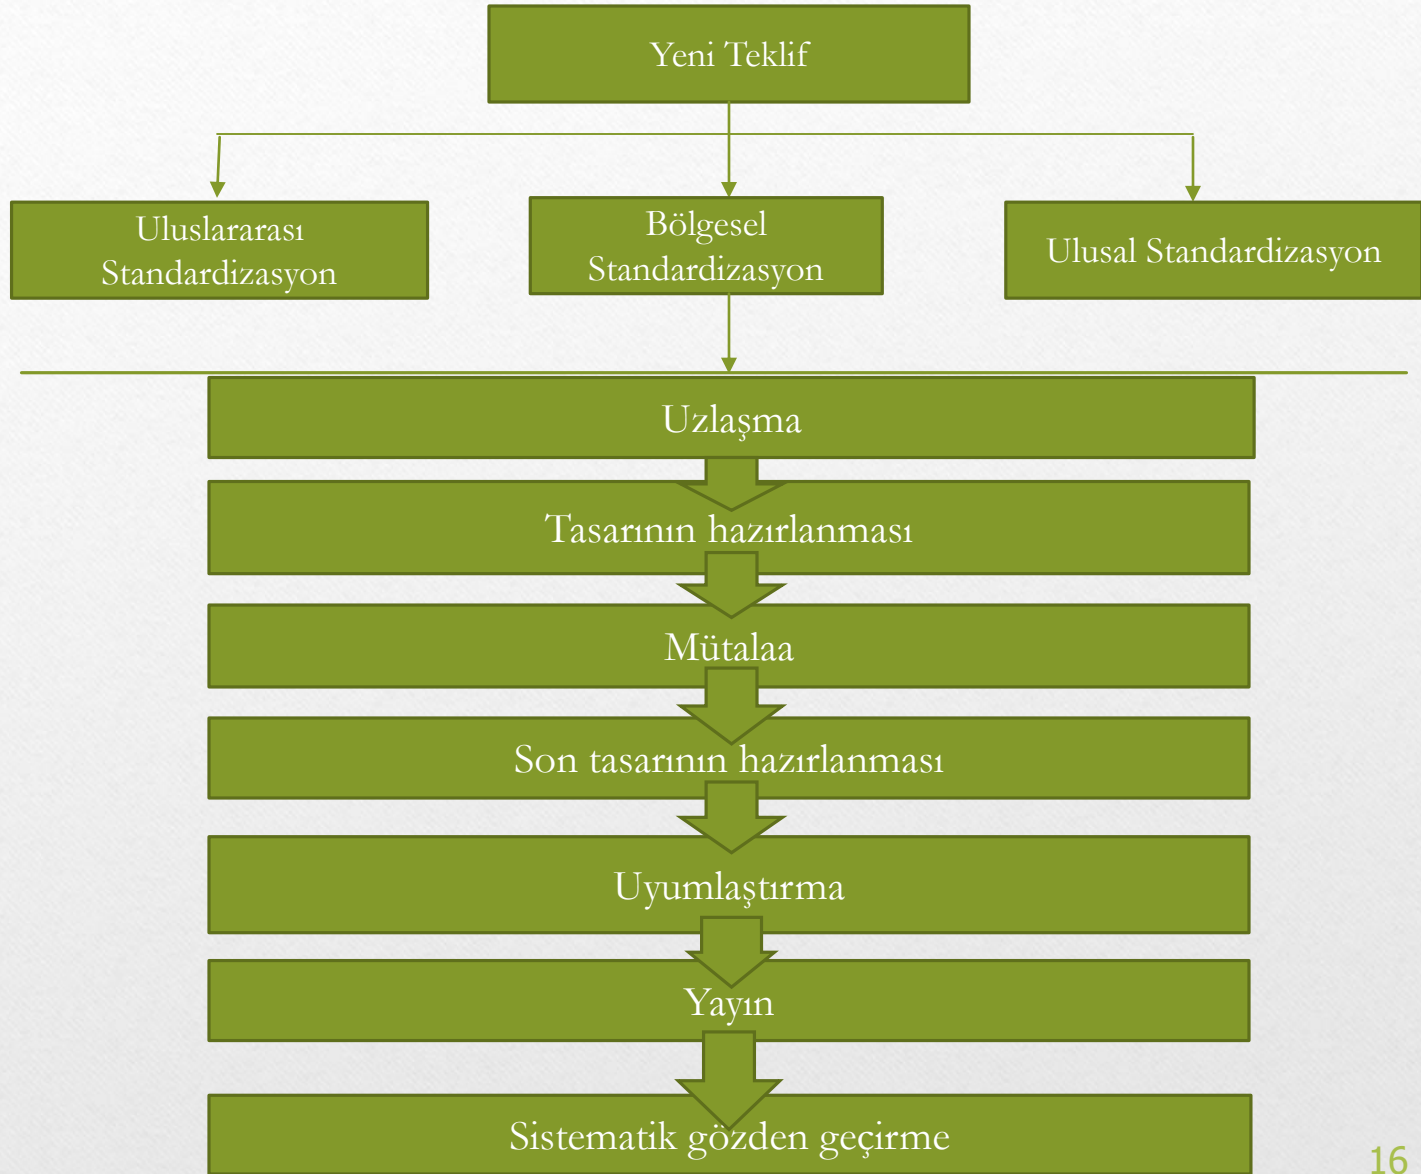 Yeni Teklif
Uluslararası
Standardizasyon
Bölgesel
Standardizasyon
Ulusal Standardizasyon
Uzlaşma
Tasarının hazırlanması
Mütalaa
Son tasarının hazırlanması
Uyumlaştırma
Yayın
Sistematik gözden geçirme
16